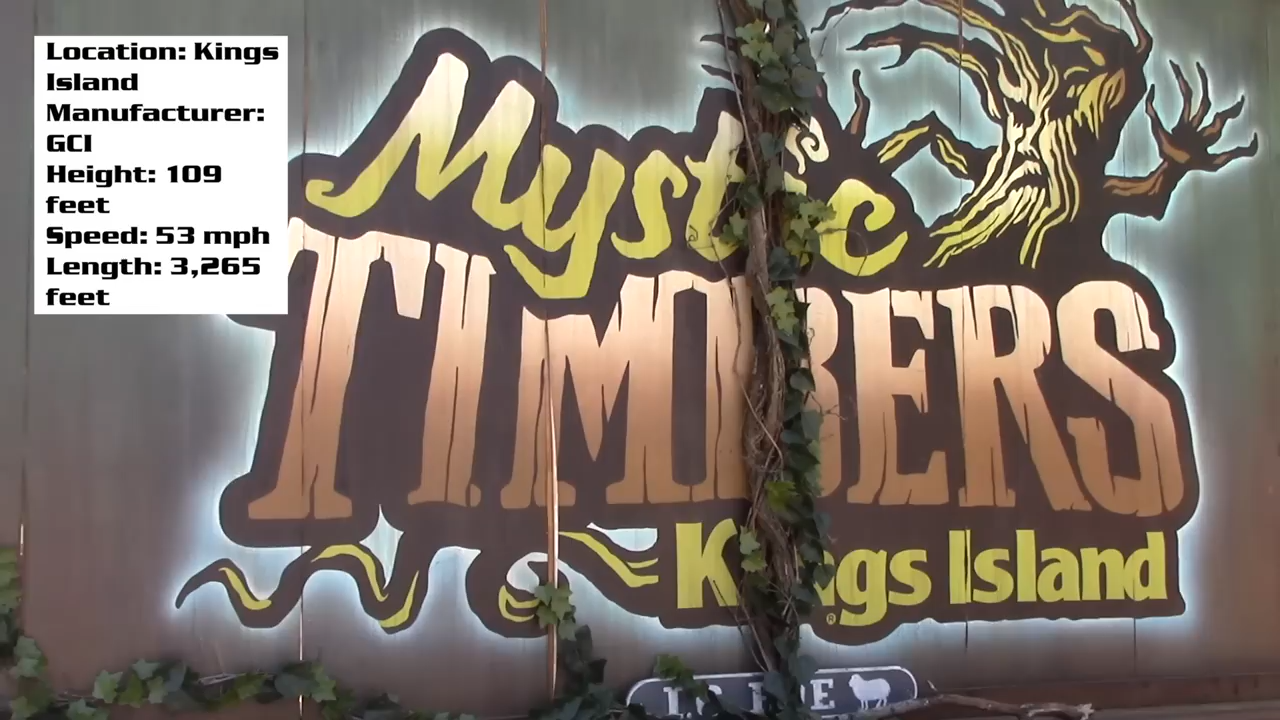 Location: Kings
Island
Manufacturer:
GCI
Height: 109
feet
Speed: 53 mph
Length: 3,265
feet
Mystic
TIMBERS
Kings Island